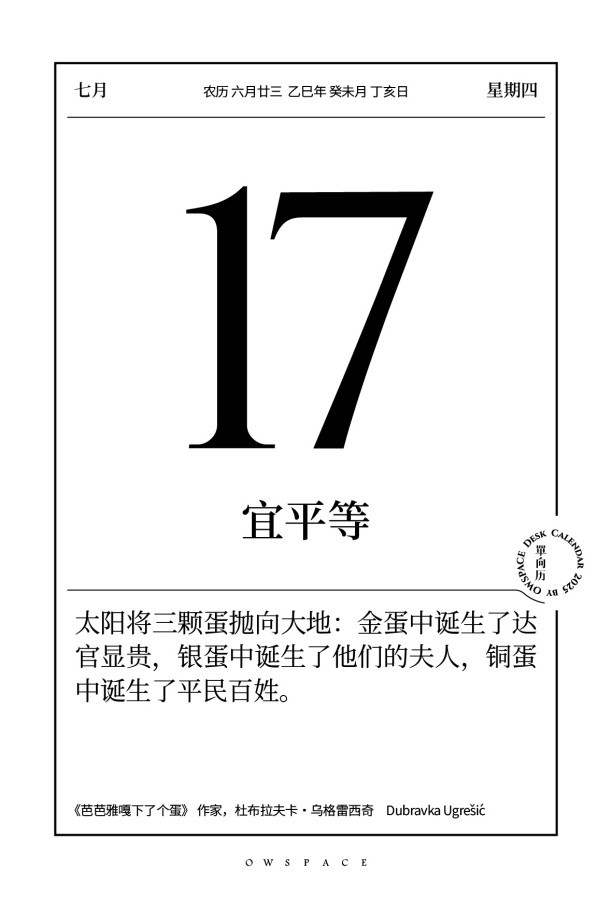 七月
农历 六月廿三 乙巳年 癸未月 丁亥日
星期四
17
宜平等
DESK CALENDAR 2025 BY OWSPACE
單向历
太阳将三颗蛋抛向大地：金蛋中诞生了达
官显贵，银蛋中诞生了他们的夫人，铜蛋
中诞生了平民百姓。
《芭芭雅嘎下了个蛋》 作家，杜布拉夫卡·乌格雷西奇 Dubravka Ugrešić
OWSPACE